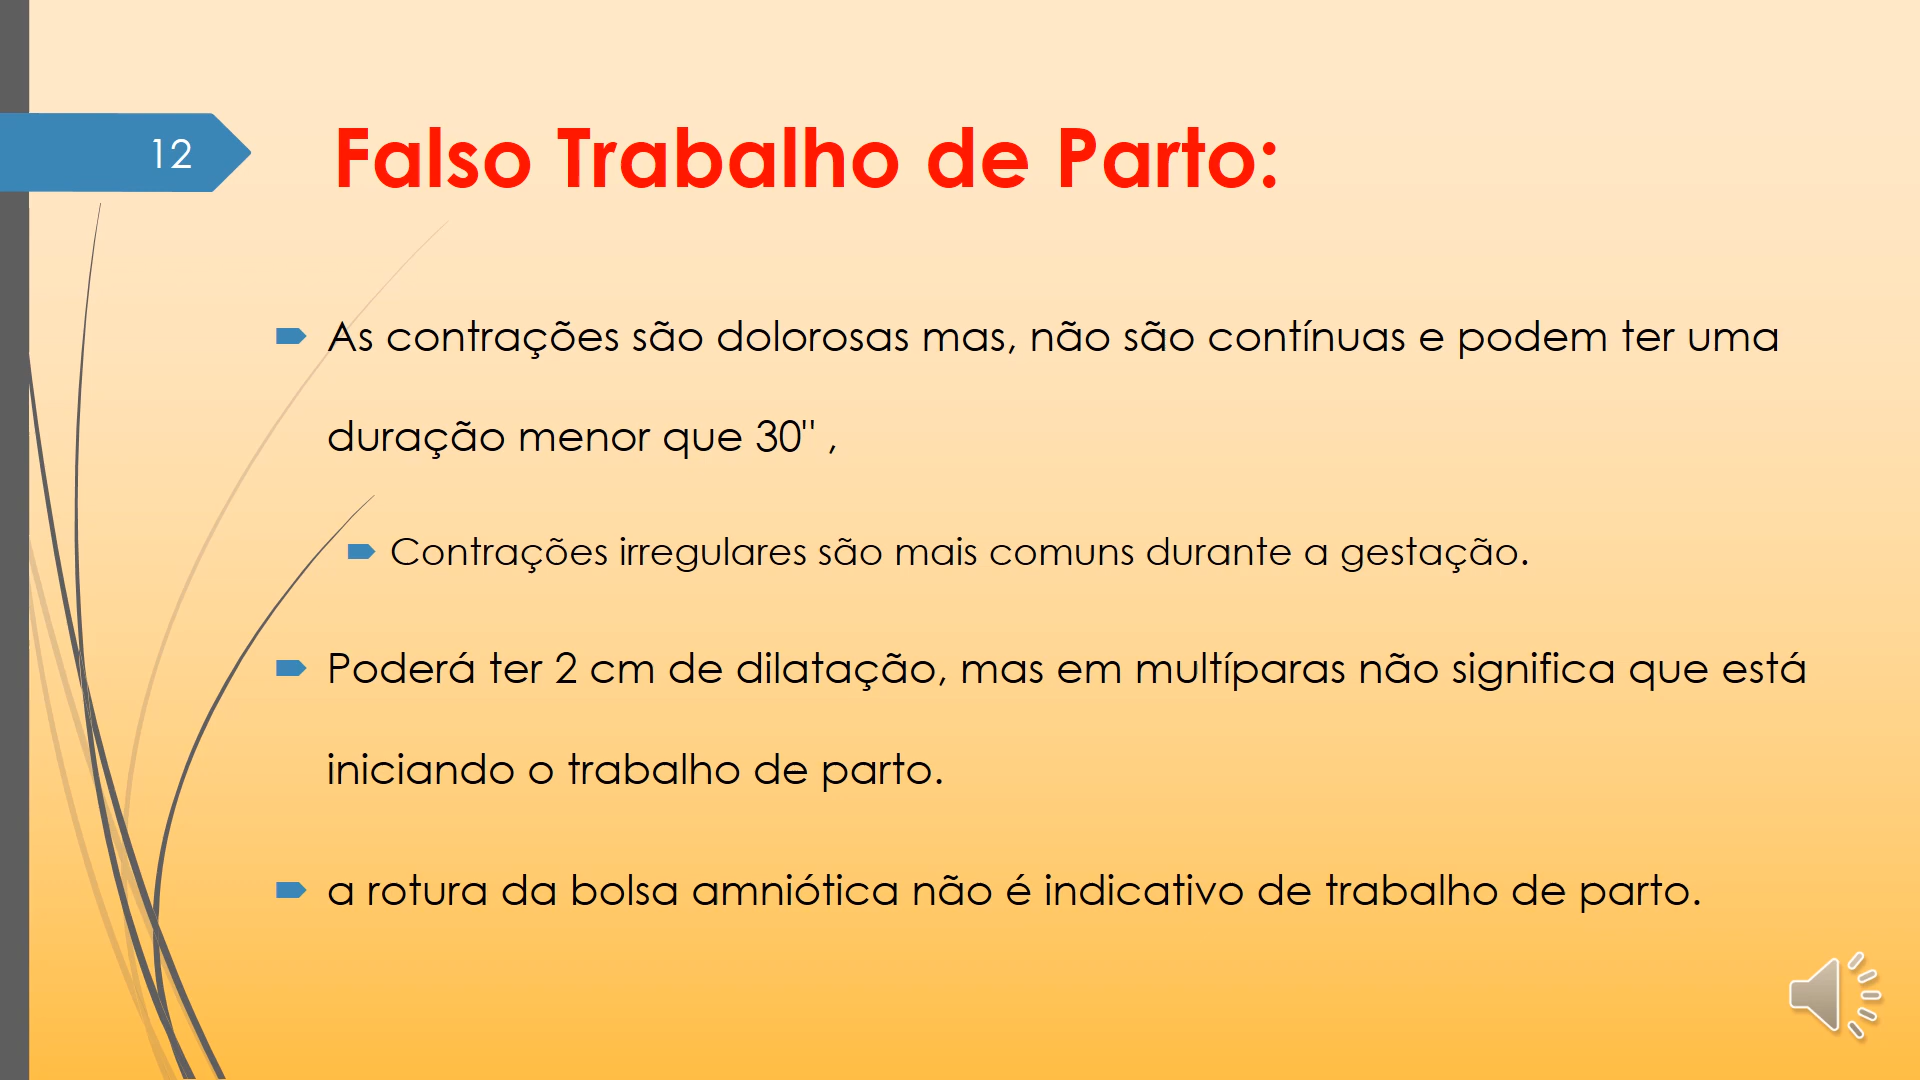 12
Falso Trabalho de Parto:
As contrações são dolorosas mas, não são contínuas e podem ter uma
duração menor que 30" ,
Contrações irregulares são mais comuns durante a gestação.
Poderá ter 2 cm de dilatação, mas em multíparas não significa que está
iniciando o trabalho de parto.
a rotura da bolsa amniótica não é indicativo de trabalho de parto.